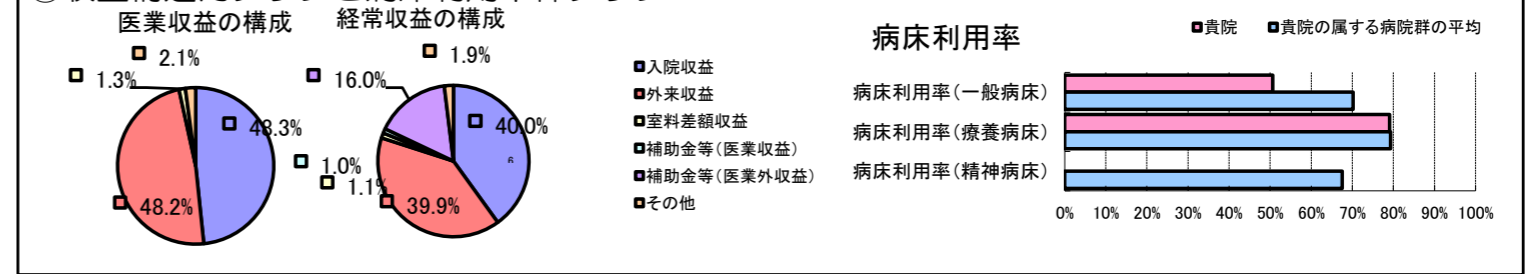 医業収益の構成
経常収益の構成
2.1%
1.3%
48.3%
48.2%
1.9%
16.0%
40.0%
6
1.0%
1.1%
39.9%
入院収益
外来収益
室料差額収益
補助金等(医業収益)
補助金等(医業外収益)
その他
病床利用率
貴院
貴院の属する病院群の平均
病床利用率(一般病床)
病床利用率(療養病床)
病床利用率(精神病床)
0% 10% 20% 30% 40% 50% 60% 70% 80% 90% 100%